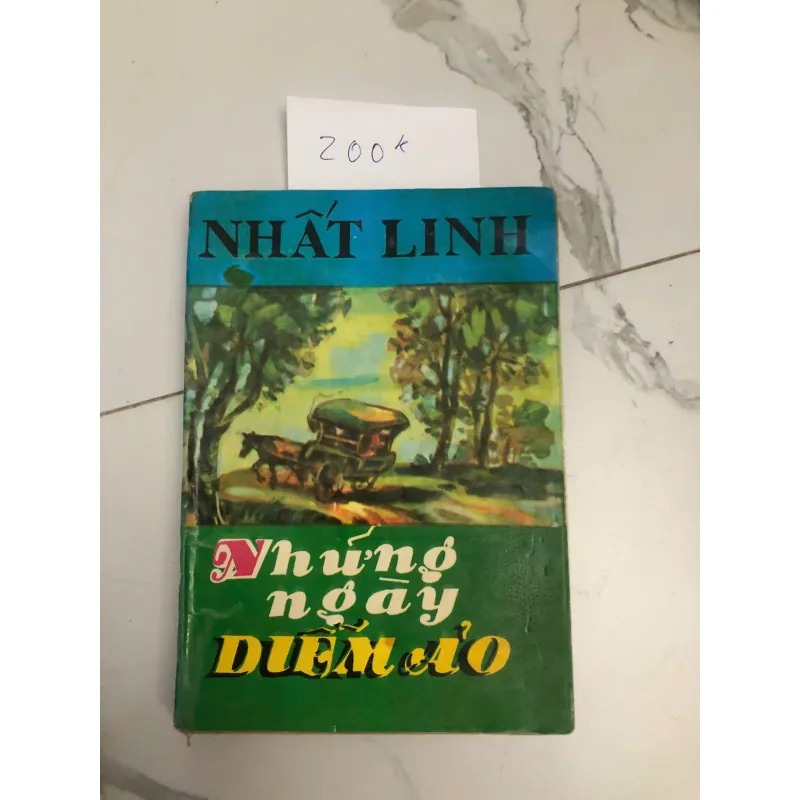 200k
NHẤT LINH
Những
ngày
DIỄM ẢO